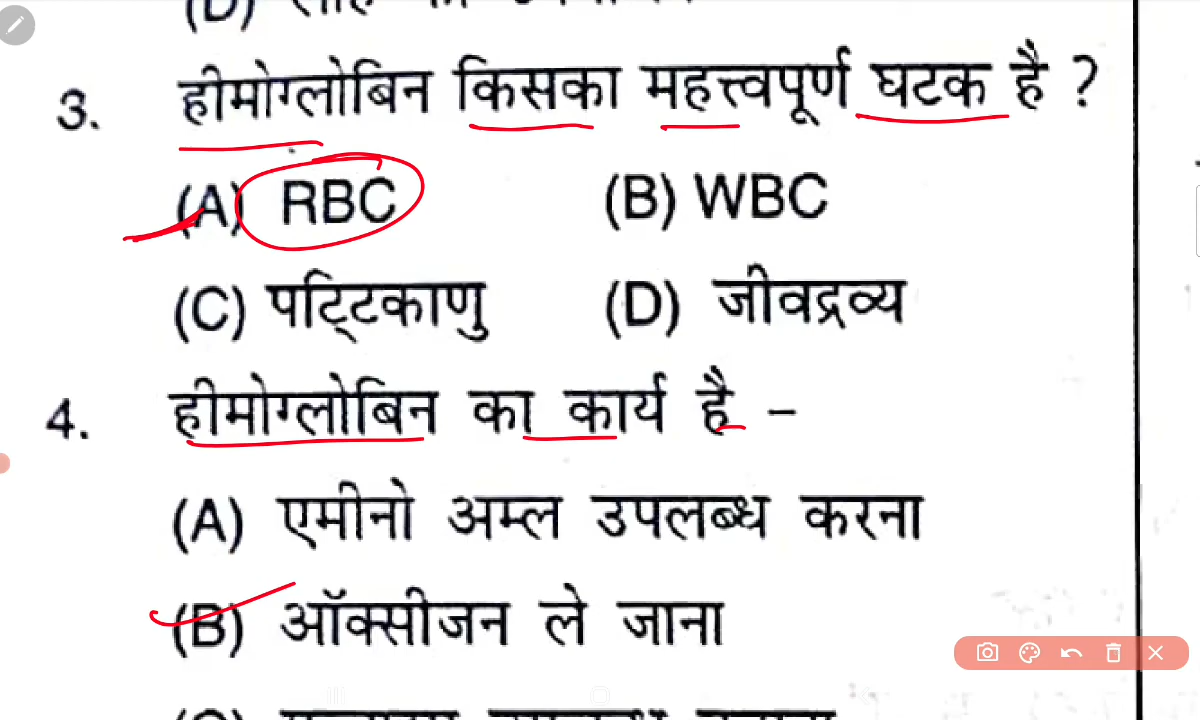 3. हीमोग्लोबिन किसका महत्त्वपूर्ण घटक है ?
(A) RBC (B) WBC
(C) पट्टिकाणु (D) जीवद्रव्य
4. हीमोग्लोबिन का कार्य है –
(A) एमीनो अम्ल उपलब्ध करना
(B) ऑक्सीजन ले जाना